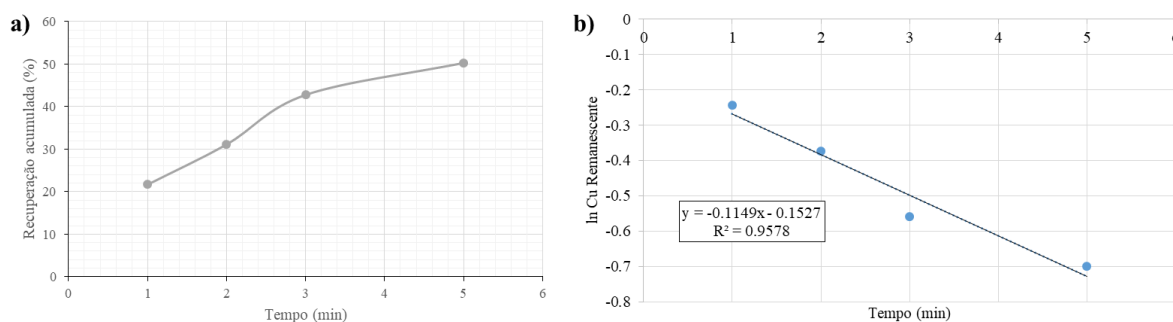 a)
Recuperação acumulada (%)
60
50
40
30
20
10
0
0 1 2 3 4 5 6
Tempo (min)
b)
ln Cu Remanescente
0
-0.1
-0.2
-0.3
-0.4
-0.5
-0.6
-0.7
-0.8
0 1 2 3 4 5
y = -0.1149x - 0.1527
R² = 0.9578
Tempo (min)